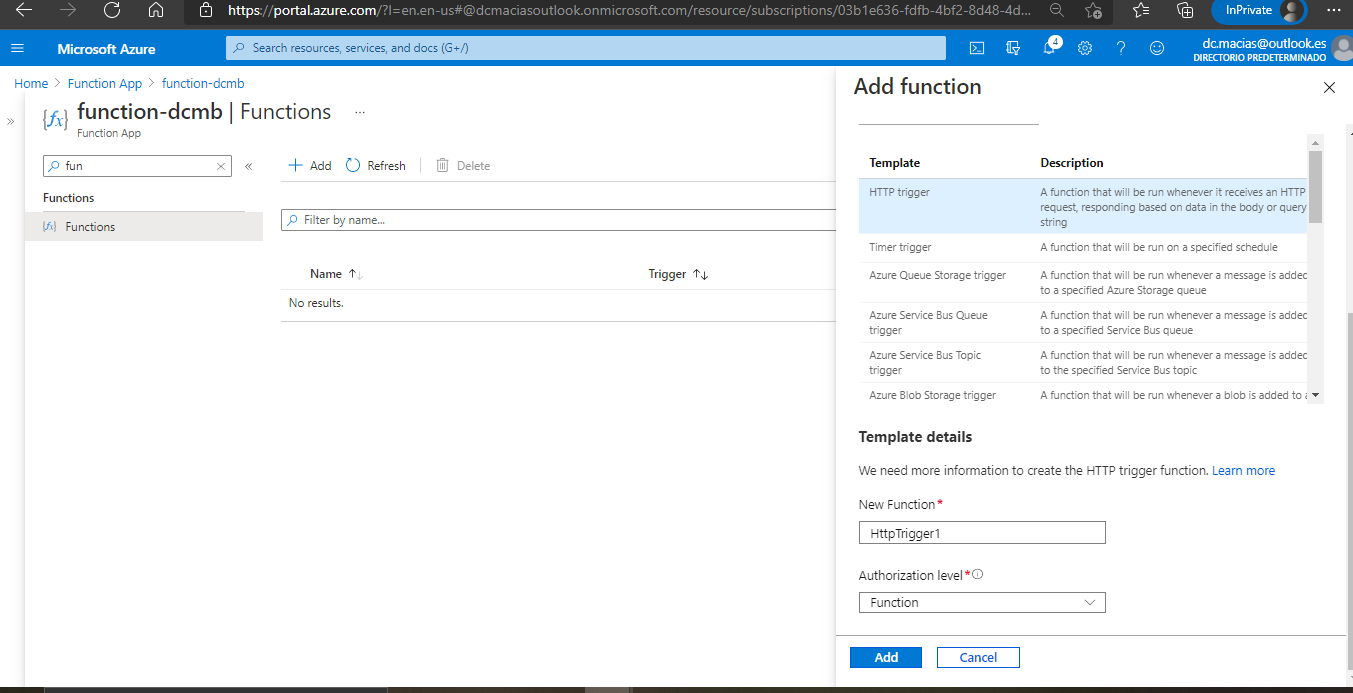 https://portal.azure.com/?l=en.en-us#@dcmaciasoutlook.onmicrosoft.com/resource/subscriptions/03b1e636-fdfb-4bf2-8d48-4d...
InPrivate
Microsoft Azure
Search resources, services, and docs (G+/)
4
dc.macias@outlook.es
DIRECTORIO PREDETERMINADO
Home > Function App > function-dcmb
function-dcmb | Functions ...
Function App
fun
Functions
Functions
Add
Refresh
Delete
Filter by name...
Name
Trigger
No results.
Add function
Template
Description
HTTP trigger
A function that will be run whenever it receives an HTTP
request, responding based on data in the body or query
string
Timer trigger
A function that will be run on a specified schedule
Azure Queue Storage trigger
A function that will be run whenever a message is added
to a specified Azure Storage queue
Azure Service Bus Queue
trigger
A function that will be run whenever a message is added
to a specified Service Bus queue
Azure Service Bus Topic
trigger
A function that will be run whenever a message is added
to the specified Service Bus topic
Azure Blob Storage trigger
A function that will be run whenever a blob is added to a
Template details
We need more information to create the HTTP trigger function. Learn more
New Function*
HttpTrigger1
Authorization level*
Function
Add
Cancel